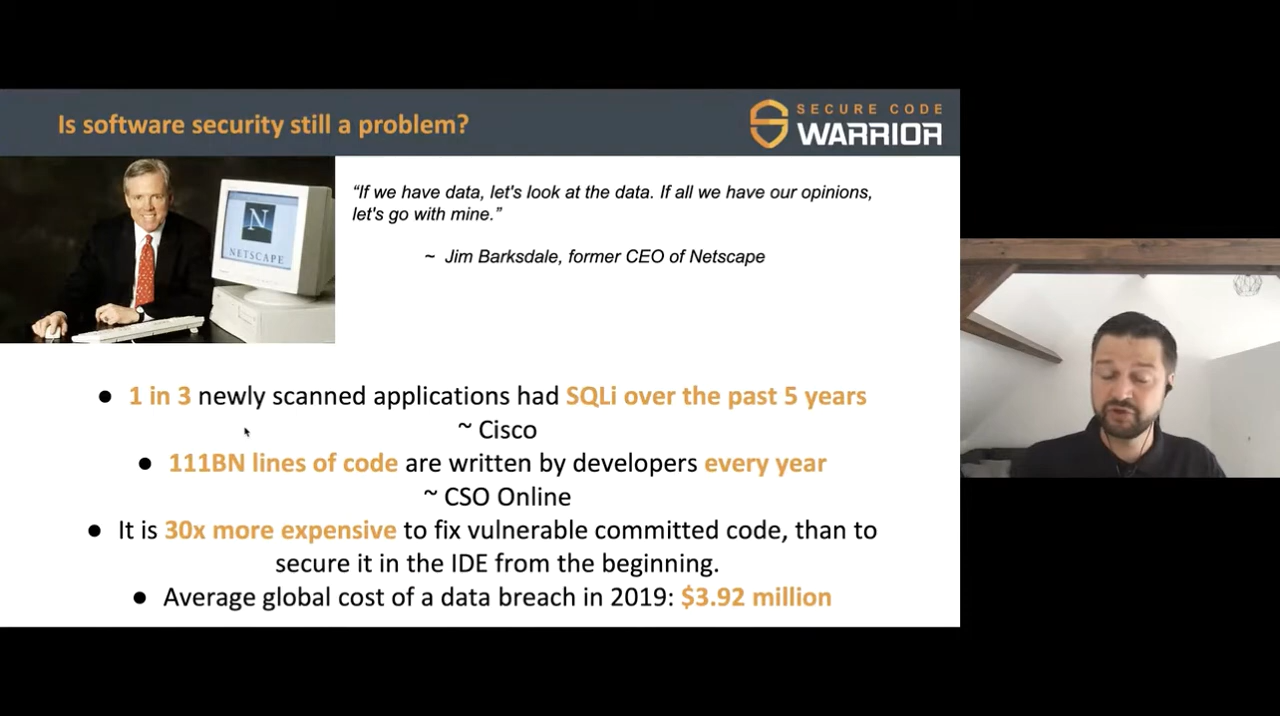 Is software security still a problem?
SECURE CODE
WARRIOR
N
NETSCAPE
“If we have data, let's look at the data. If all we have our opinions,
let's go with mine.”
~ Jim Barksdale, former CEO of Netscape
● 1 in 3 newly scanned applications had SQLi over the past 5 years
~ Cisco
● 111BN lines of code are written by developers every year
~ CSO Online
● It is 30x more expensive to fix vulnerable committed code, than to
secure it in the IDE from the beginning.
● Average global cost of a data breach in 2019: $3.92 million